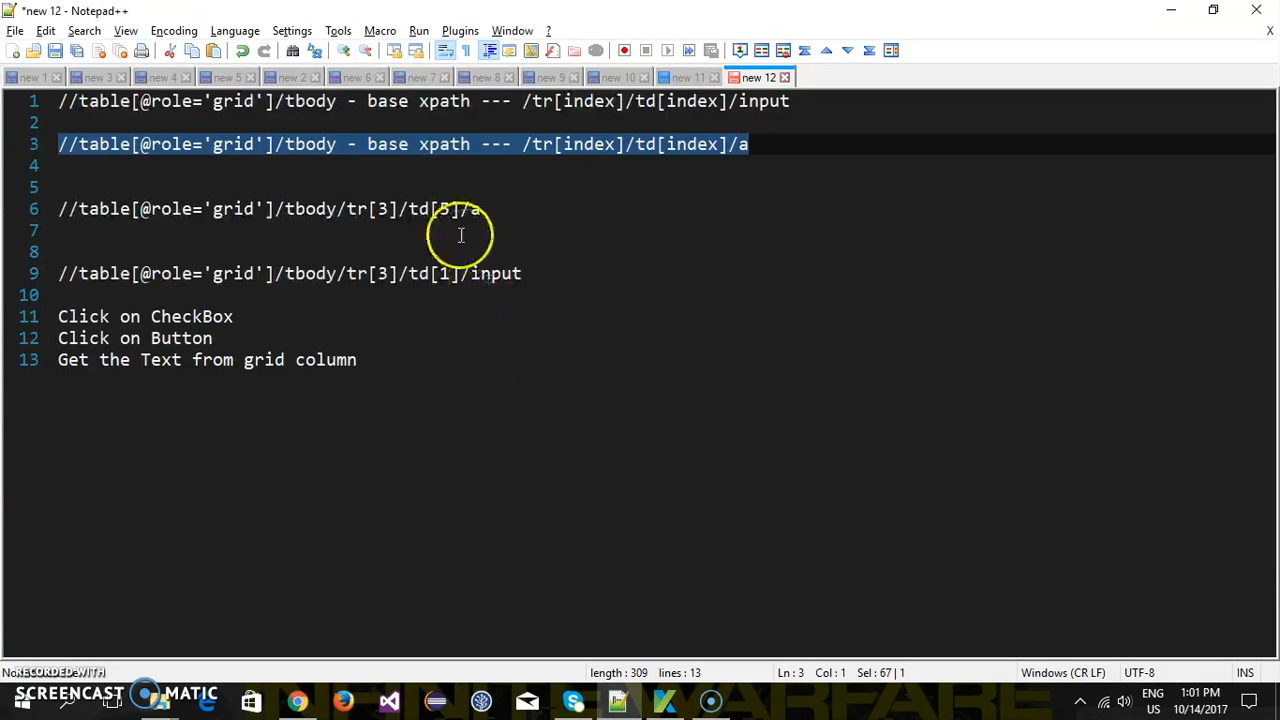 *new 12 - Notepad++
File Edit Search View Encoding Language Settings Tools Macro Run Plugins Window ? X
new 1 new 3 new 4 new 5 new 2 new 6 new 7 new 8 new 9 new 10 new 11 new 12
1 //table[@role='grid']/tbody - base xpath --- /tr[index]/td[index]/input
2
3 //table[@role='grid']/tbody - base xpath --- /tr[index]/td[index]/a
4
5
6 //table[@role='grid']/tbody/tr[3]/td[5]/a
7
8
9 //table[@role='grid']/tbody/tr[3]/td[1]/input
10
11 Click on CheckBox
12 Click on Button
13 Get the Text from grid column
length : 309 lines : 13 Ln : 3 Col : 1 Sel : 67 | 1 Windows (CR LF) UTF-8 INS
RECORDED WITH
SCREENCAST MATIC
ENG 1:01 PM
US 10/14/2017